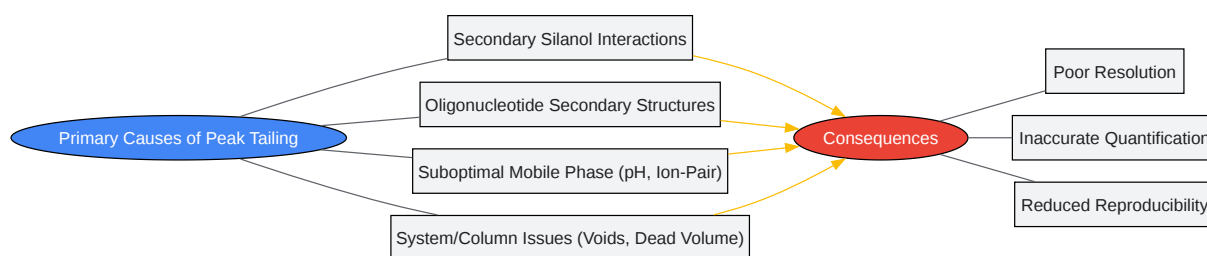 Primary Causes of Peak Tailing
Secondary Silanol Interactions
Oligonucleotide Secondary Structures
Suboptimal Mobile Phase (pH, Ion-Pair)
System/Column Issues (Voids, Dead Volume)
Consequences
Poor Resolution
Inaccurate Quantification
Reduced Reproducibility